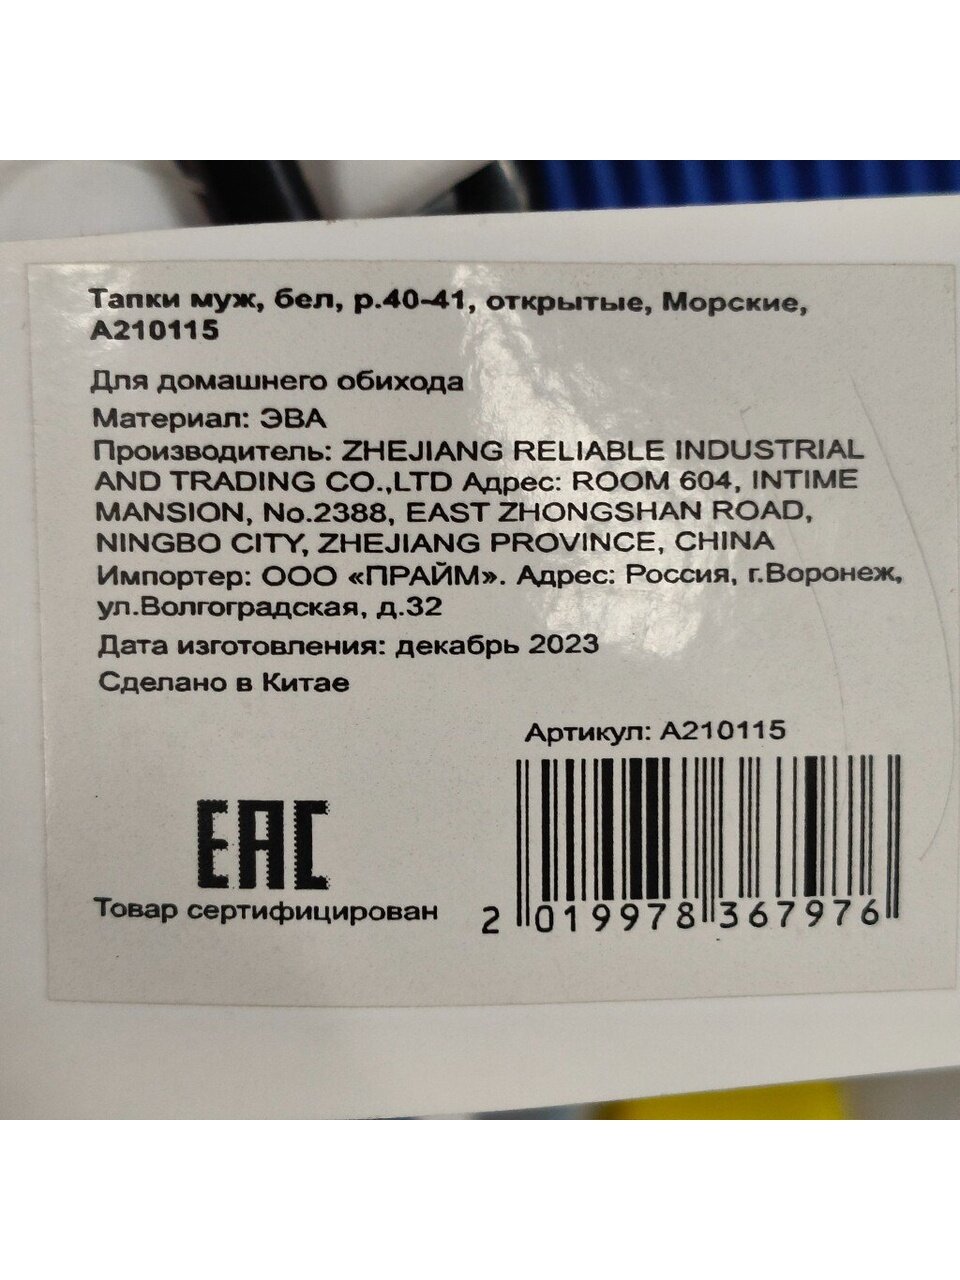 Тапки муж, бел, р.40-41, открытые, Морские,
А210115
Для домашнего обихода
Материал: ЭВА
Производитель: ZHEJIANG RELIABLE INDUSTRIAL
AND TRADING CO.,LTD Адрес: ROOM 604, INTIME
MANSION, No.2388, EAST ZHONGSHAN ROAD,
NINGBO CITY, ZHEJIANG PROVINCE, CHINA
Импортер: ООО «ПРАЙМ». Адрес: Россия, г.Воронеж,
ул.Волгоградская, д.32
Дата изготовления: декабрь 2023
Сделано в Китае
Артикул: А210115
EAC
Товар сертифицирован
2 019978 367976